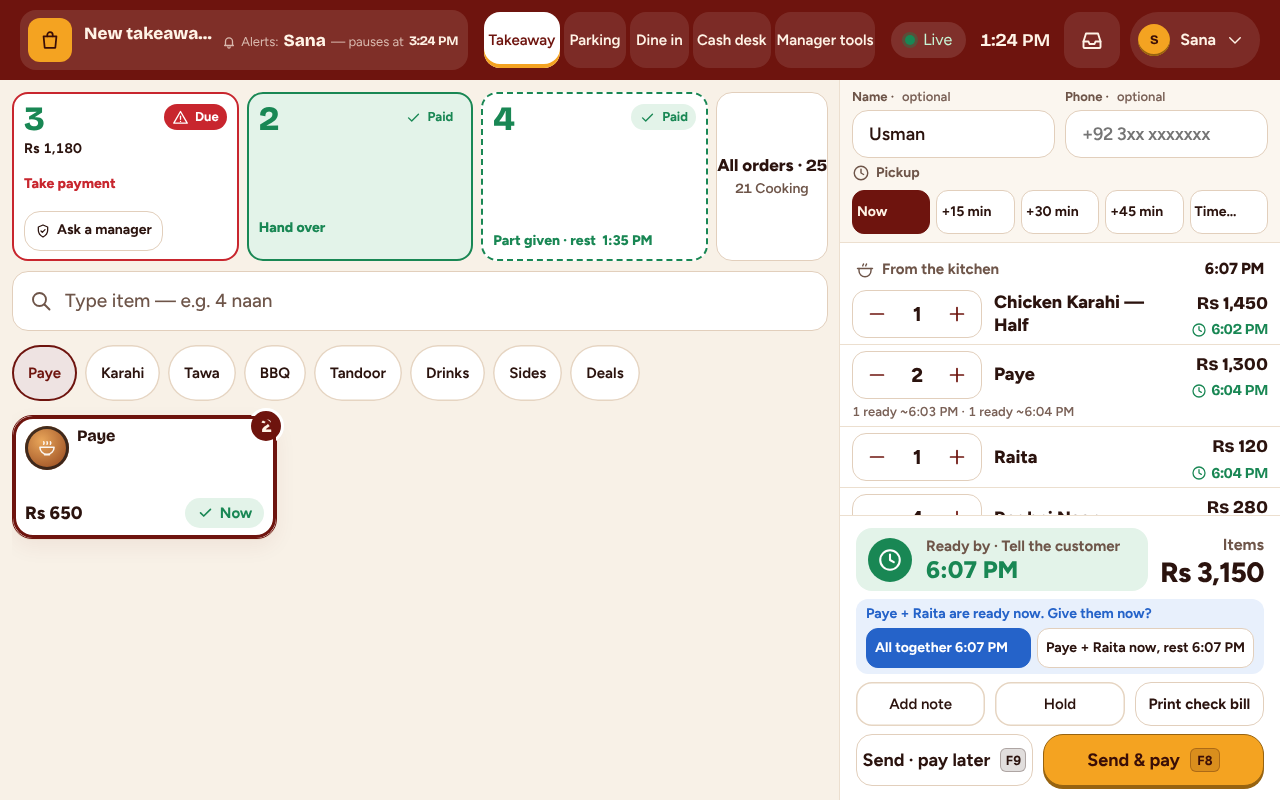 New takeawa...
Alerts: Sana — pauses at 3:24 PM
Takeaway
Parking
Dine in
Cash desk
Manager tools
Live
1:24 PM
S
Sana
3
Due
Rs 1,180
Take payment
Ask a manager
2
Paid
Hand over
4
Paid
Part given · rest 1:35 PM
All orders · 25
21 Cooking
Type item — e.g. 4 naan
Paye
Karahi
Tawa
BBQ
Tandoor
Drinks
Sides
Deals
Paye
2
Rs 650
Now
Name · optional
Phone · optional
Usman
+92 3xx xxxxxxx
Pickup
Now
+15 min
+30 min
+45 min
Time...
From the kitchen
6:07 PM
1
Chicken Karahi —
Half
Rs 1,450
6:02 PM
2
Paye
Rs 1,300
6:04 PM
1 ready ~6:03 PM · 1 ready ~6:04 PM
1
Raita
Rs 120
6:04 PM
Rs 280
Ready by · Tell the customer
6:07 PM
Items
Rs 3,150
Paye + Raita are ready now. Give them now?
All together 6:07 PM
Paye + Raita now, rest 6:07 PM
Add note
Hold
Print check bill
Send · pay later F9
Send & pay F8